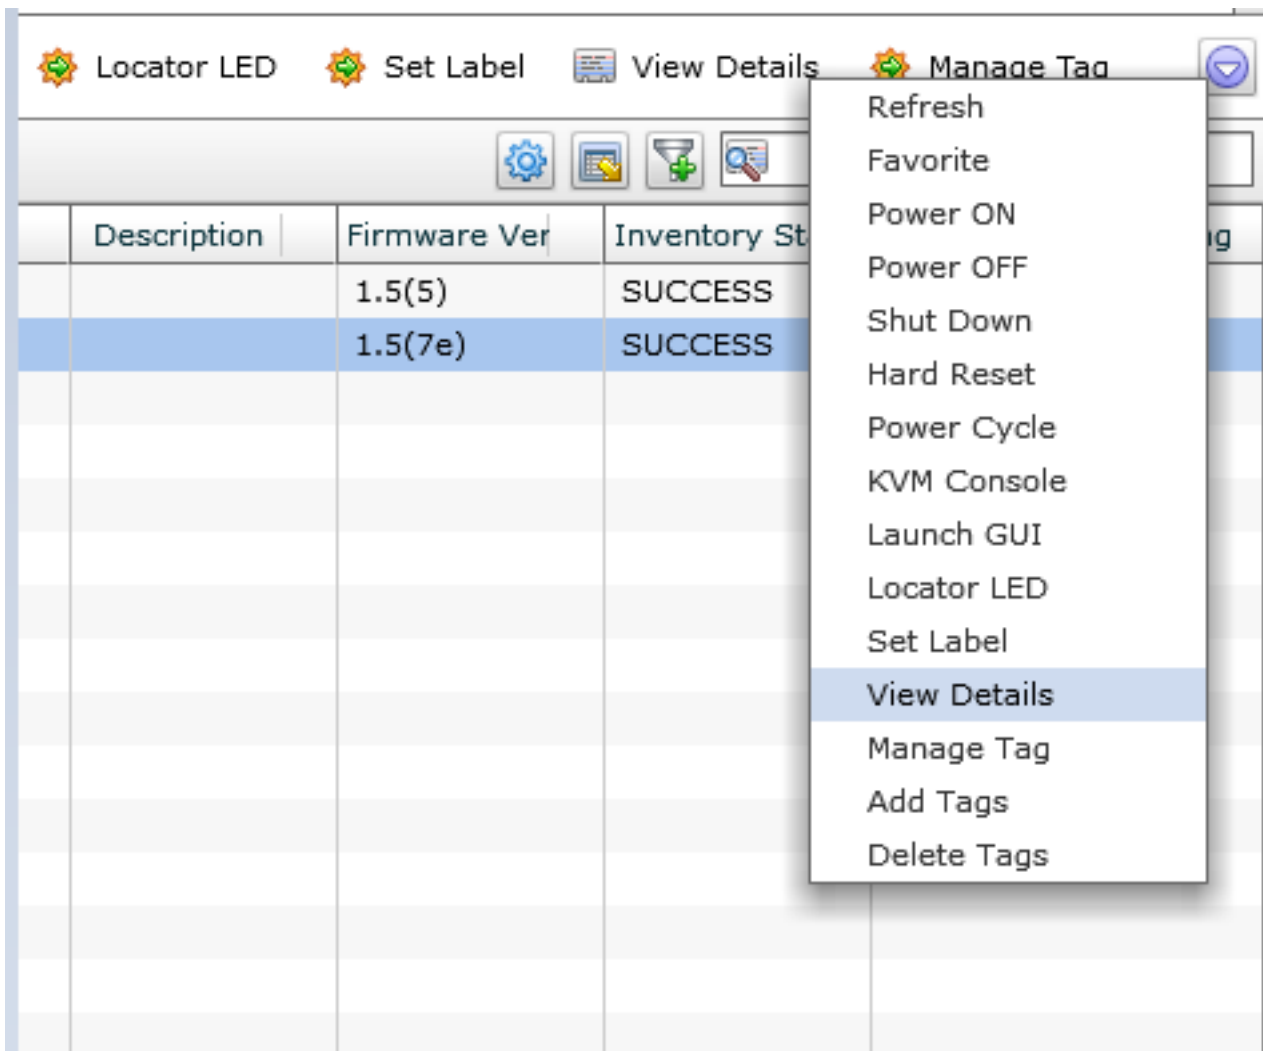 Locator LED Set Label View Details Manage Tag
Description Firmware Ver Inventory St
1.5(5) SUCCESS
1.5(7e) SUCCESS
Refresh
Favorite
Power ON
Power OFF
Shut Down
Hard Reset
Power Cycle
KVM Console
Launch GUI
Locator LED
Set Label
View Details
Manage Tag
Add Tags
Delete Tags